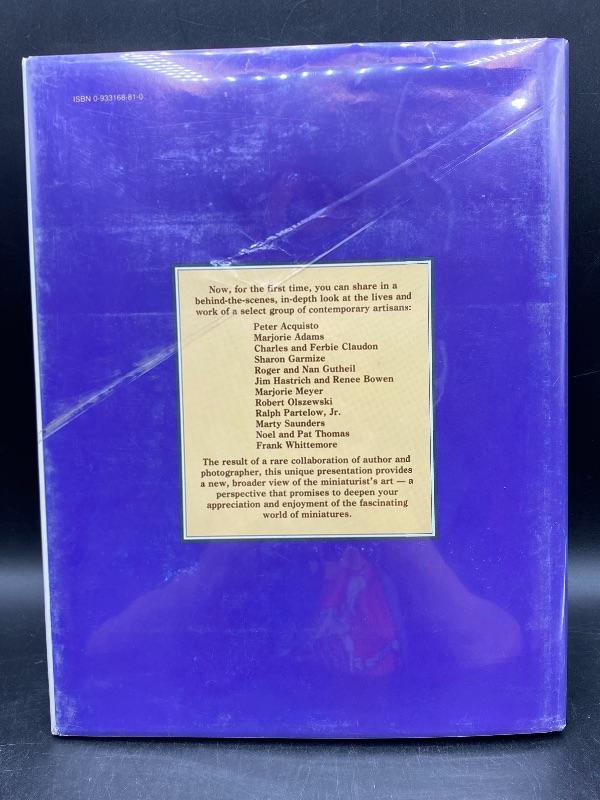 ISBN 0-933168-81-0
Now, for the first time, you can share in a
behind-the-scenes, in-depth look at the lives and
work of a select group of contemporary artisans:
Peter Acquisto
Marjorie Adams
Charles and Ferbie Claudon
Sharon Garmize
Roger and Nan Gutheil
Jim Hastrich and Renee Bowen
Marjorie Meyer
Robert Olszewski
Ralph Partelow, Jr.
Marty Saunders
Noel and Pat Thomas
Frank Whittemore
The result of a rare collaboration of author and
photographer, this unique presentation provides
a new, broader view of the miniaturist's art — a
perspective that promises to deepen your
appreciation and enjoyment of the fascinating
world of miniatures.